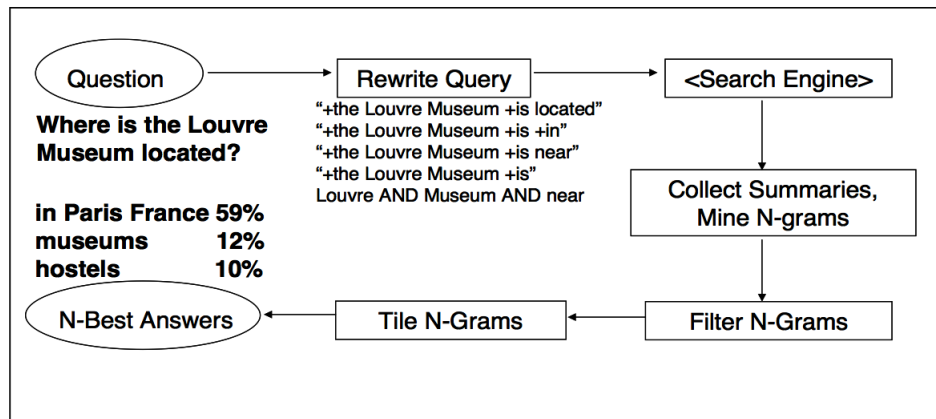 Question
Rewrite Query
<Search Engine>
Where is the Louvre
Museum located?
“+the Louvre Museum +is located”
“+the Louvre Museum +is +in”
“+the Louvre Museum +is near”
“+the Louvre Museum +is”
Louvre AND Museum AND near
Collect Summaries,
Mine N-grams
in Paris France 59%
museums 12%
hostels 10%
N-Best Answers
Tile N-Grams
Filter N-Grams